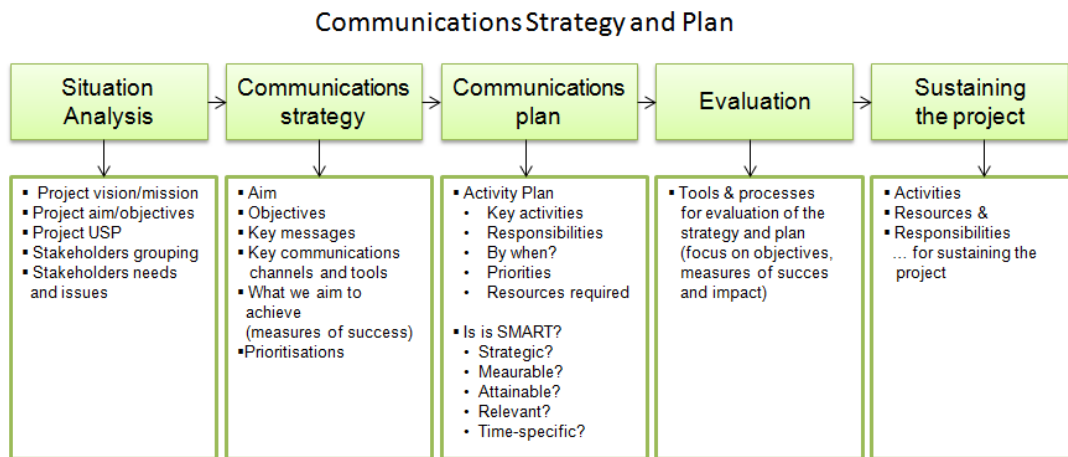 Communications Strategy and Plan
Situation
Analysis
Communications
strategy
Communications
plan
Evaluation
Sustaining
the project
▪ Project vision/mission
▪ Project aim/objectives
▪ Project USP
▪ Stakeholders grouping
▪ Stakeholders needs
and issues
▪ Aim
▪ Objectives
▪ Key messages
▪ Key communications
channels and tools
▪ What we aim to
achieve
(measures of success)
▪Prioritisations
▪ Activity Plan
• Key activities
• Responsibilities
• By when?
• Priorities
• Resources required
▪ Is is SMART?
• Strategic?
• Meaurable?
• Attainable?
• Relevant?
• Time-specific?
▪ Tools & processes
for evaluation of the
strategy and plan
(focus on objectives,
measures of succes
and impact)
▪ Activities
▪ Resources &
▪ Responsibilities
... for sustaining the
project